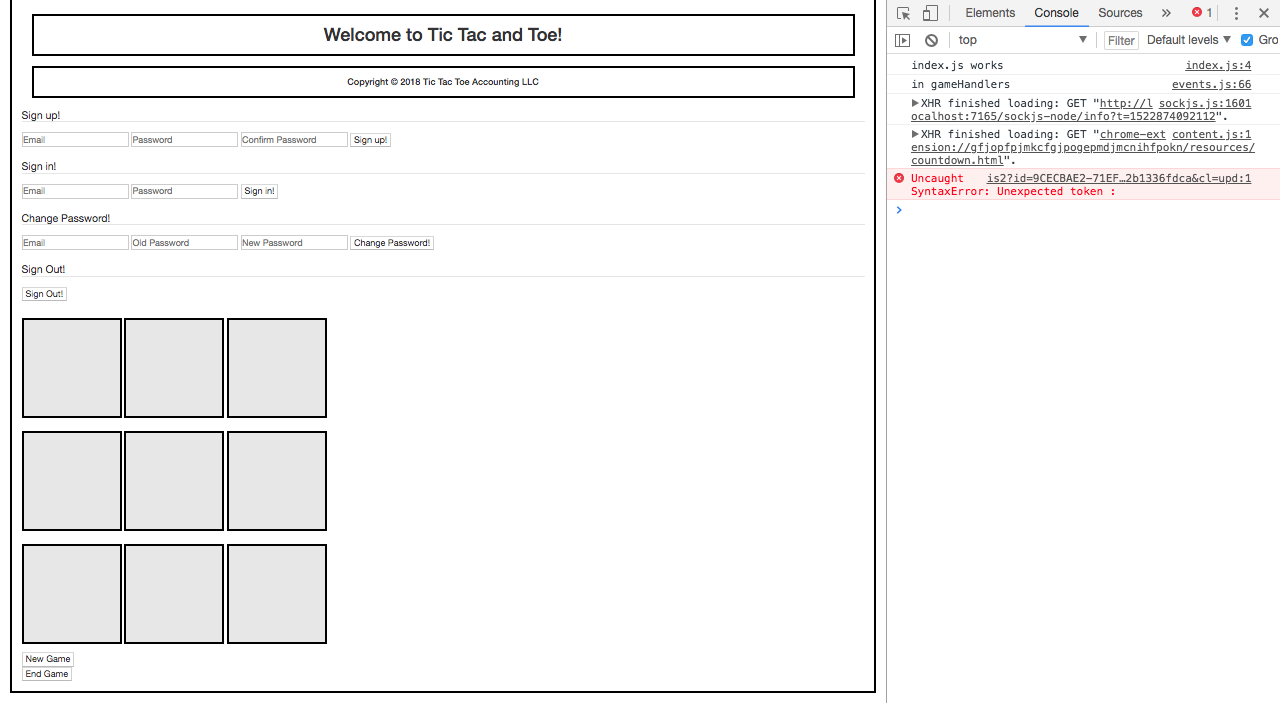 Welcome to Tic Tac and Toe!
Copyright © 2018 Tic Tac Toe Accounting LLC
Sign up!
Email Password Confirm Password Sign up!
Sign in!
Email Password Sign in!
Change Password!
Email Old Password New Password Change Password!
Sign Out!
Sign Out!
New Game
End Game
Elements Console Sources » 1
top Filter Default levels Gro
index.js works index.js:4
in gameHandlers events.js:66
XHR finished loading: GET "http://l sockjs.js:1601
ocalhost:7165/sockjs-node/info?t=1522874092112".
XHR finished loading: GET "chrome-ext content.js:1
ension://gfjopfpjmkcfgjpogepmdjmcnihfpokn/resources/
countdown.html".
Uncaught is2?id=9CECBAE2-71EF…2b1336fdca&cl=upd:1
SyntaxError: Unexpected token :